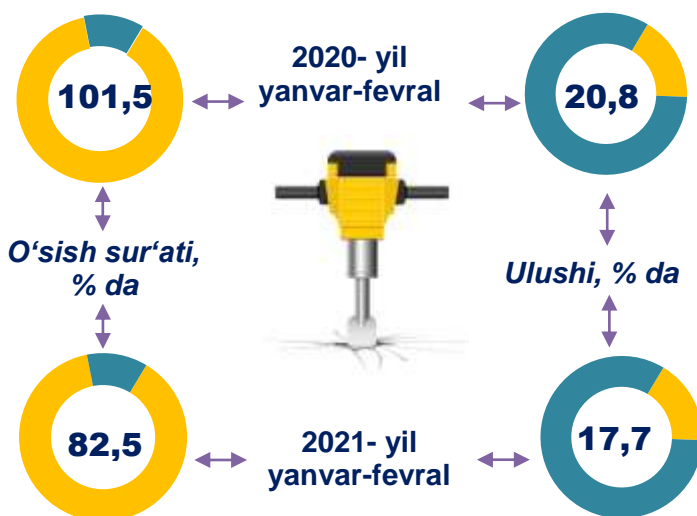 101,5
2020- yil
yanvar-fevral
20,8
O‘sish sur‘ati,
% da
Ulushi, % da
82,5
2021- yil
yanvar-fevral
17,7